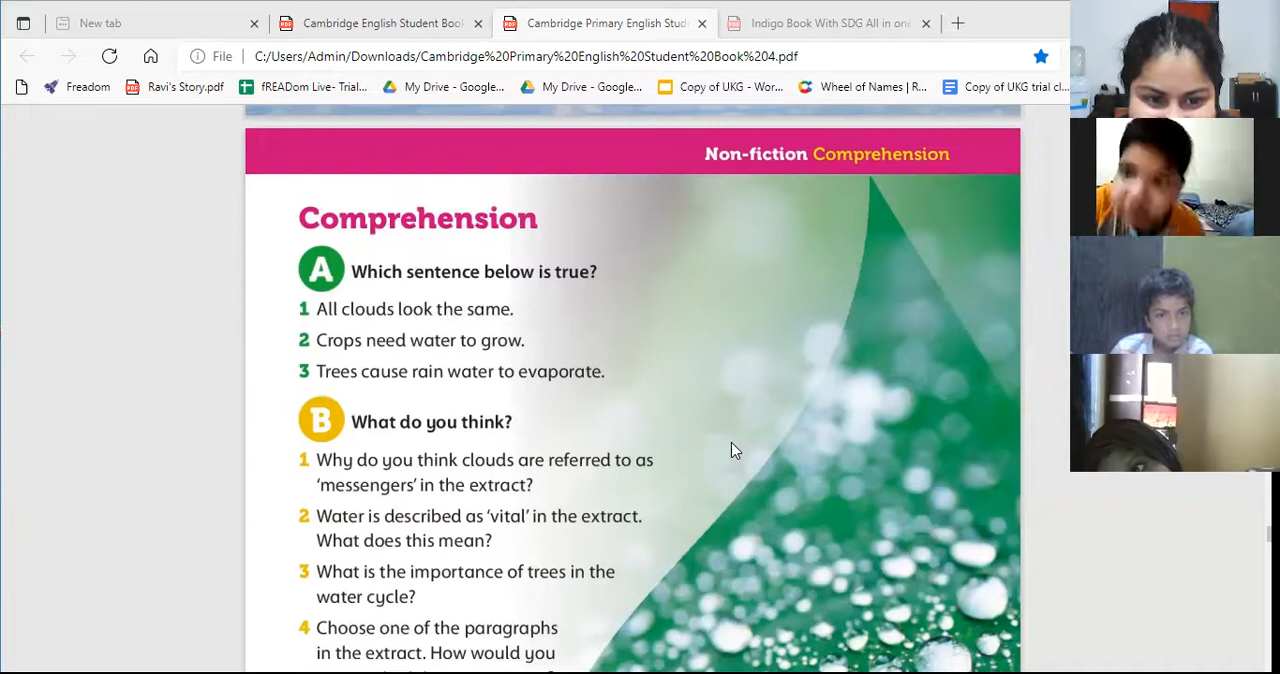 New tab
Cambridge English Student Boo
Cambridge Primary English Stud
Indigo Book With SDG All in one
File
C:/Users/Admin/Downloads/Cambridge%20Primary%20English%20Student%20Book%204.pdf
Freadom
Ravi's Story.pdf
fREADom Live- Trial...
My Drive - Google...
My Drive - Google...
Copy of UKG - Wor...
Wheel of Names | R...
Copy of UKG trial cl...
Non-fiction Comprehension
Comprehension
A Which sentence below is true?
1 All clouds look the same.
2 Crops need water to grow.
3 Trees cause rain water to evaporate.
B What do you think?
1 Why do you think clouds are referred to as
‘messengers’ in the extract?
2 Water is described as ‘vital’ in the extract.
What does this mean?
3 What is the importance of trees in the
water cycle?
4 Choose one of the paragraphs
in the extract. How would you